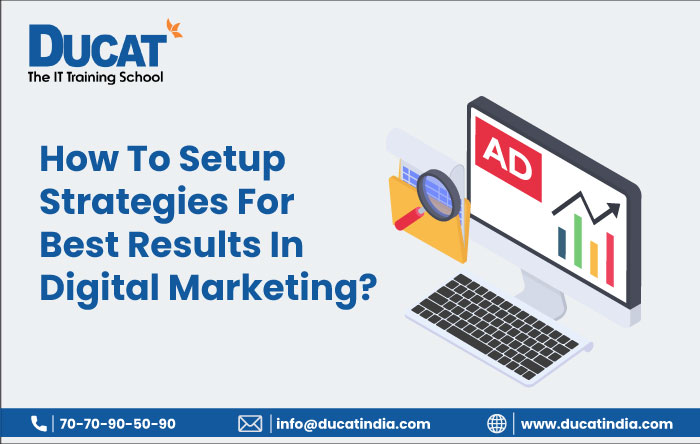 DUCAT
The IT Training School
How To Setup
Strategies For
Best Results In
Digital Marketing?
AD
70-70-90-50-90
info@ducatindia.com
www.ducatindia.com